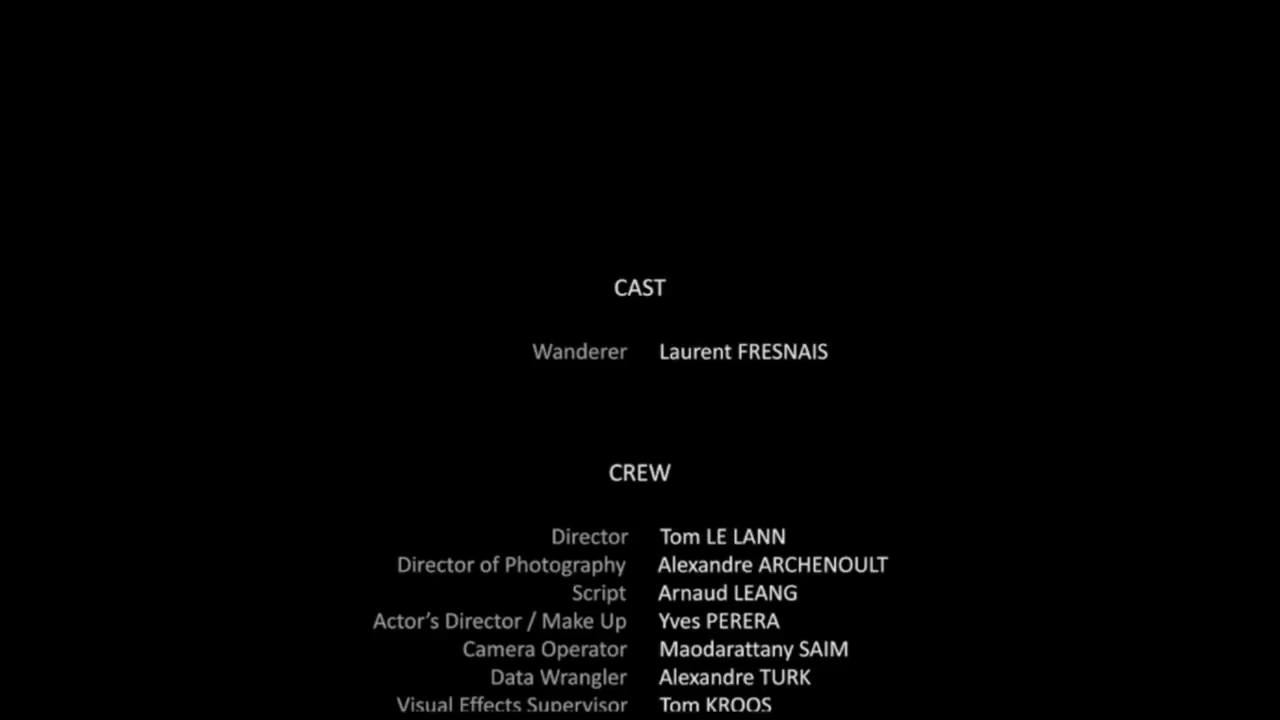 CAST
Wanderer Laurent FRESNAIS
CREW
Director Tom LE LANN
Director of Photography Alexandre ARCHENOULT
Script Arnaud LEANG
Actor's Director / Make Up Yves PERERA
Camera Operator Maodarattany SAIM
Data Wrangler Alexandre TURK
Visual Effects Supervisor Tom KROOS